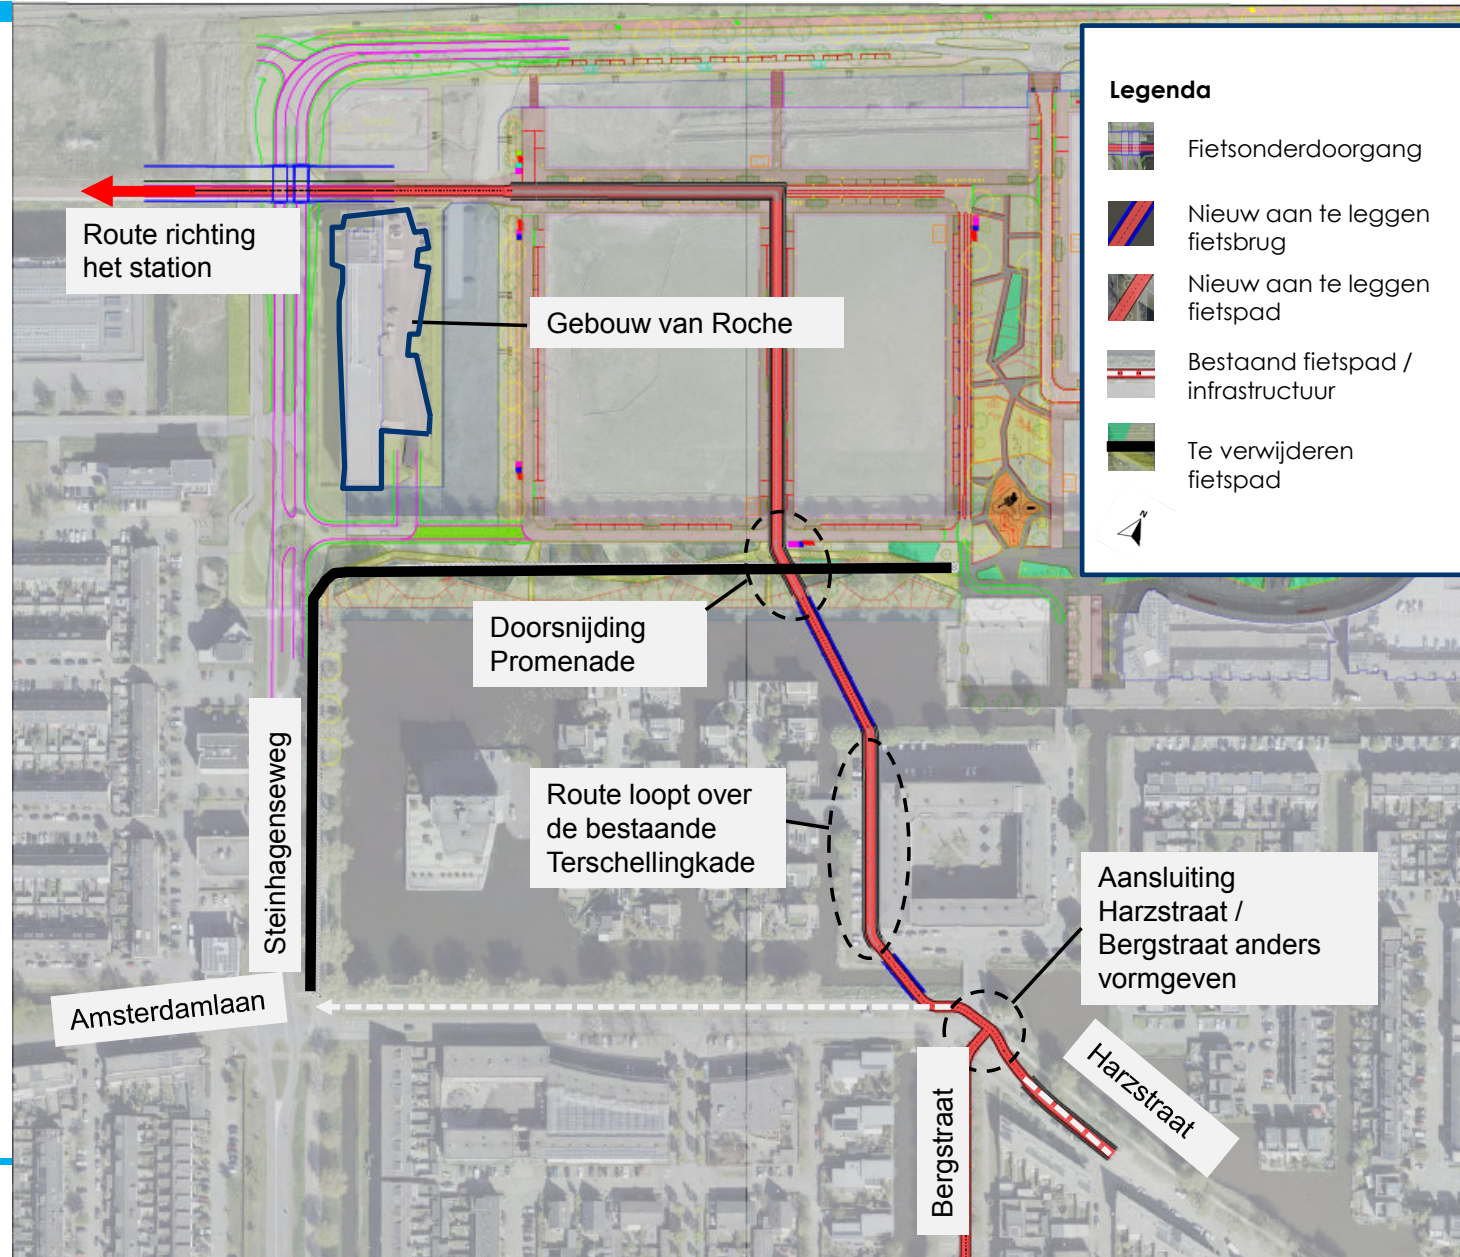 Legenda
Fietsonderdoorgang
Nieuw aan te leggen
fietsbrug
Nieuw aan te leggen
fietspad
Bestaand fietspad /
infrastructuur
Te verwijderen
fietspad
N
Route richting
het station
Gebouw van Roche
Doorsnijding
Promenade
Steinhagenseweg
Route loopt over
de bestaande
Terschellingkade
Aansluiting
Harzstraat /
Bergstraat anders
vormgeven
Amsterdamlaan
Harzstraat
Bergstraat